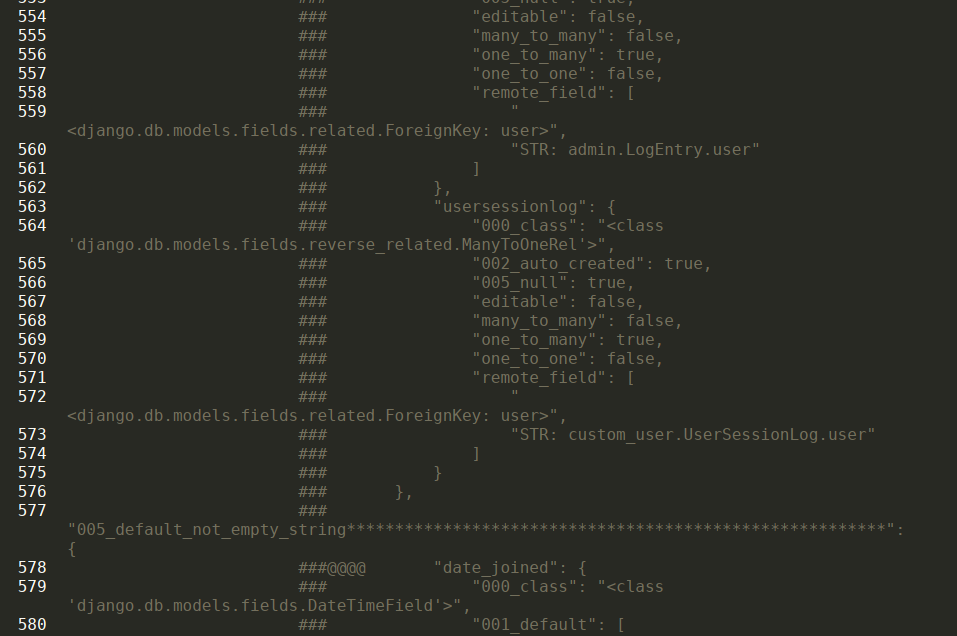 554 ### "editable": false,
555 ### "many_to_many": false,
556 ### "one_to_many": true,
557 ### "one_to_one": false,
558 ### "remote_field": [
559 ### "
<django.db.models.fields.related.ForeignKey: user>",
560 ### "STR: admin.LogEntry.user"
561 ### ]
562 ### },
563 ### "usersessionlog": {
564 ### "000_class": "<class
'django.db.models.fields.reverse_related.ManyToOneRel'>",
565 ### "002_auto_created": true,
566 ### "005_null": true,
567 ### "editable": false,
568 ### "many_to_many": false,
569 ### "one_to_many": true,
570 ### "one_to_one": false,
571 ### "remote_field": [
572 ### "
<django.db.models.fields.related.ForeignKey: user>",
573 ### "STR: custom_user.UserSessionLog.user"
574 ### ]
575 ### }
576 ### },
577 ###
"005_default_not_empty_string********************************************************":
{
578 ###@@@@ "date_joined": {
579 ### "000_class": "<class
'django.db.models.fields.DateTimeField'>",
580 ### "001_default": [